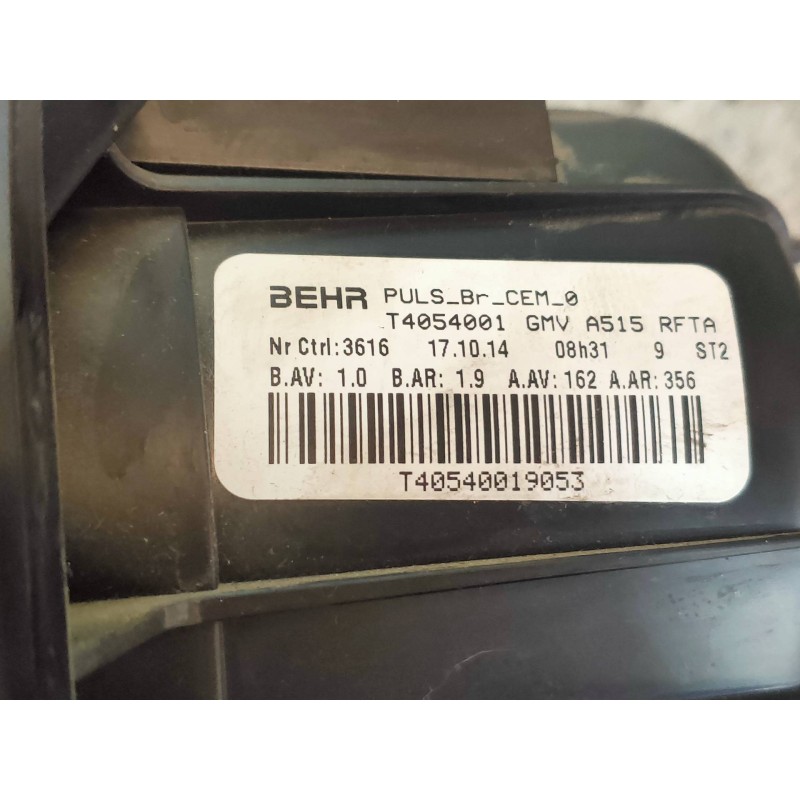 BEHR PULS_Br_CEM_0
T4054001 GMV A515 RFTA
Nr Ctrl:3616 17.10.14 08h31 9 ST2
B.AV: 1.0 B.AR: 1.9 A.AV:162 A.AR:356
T40540019053